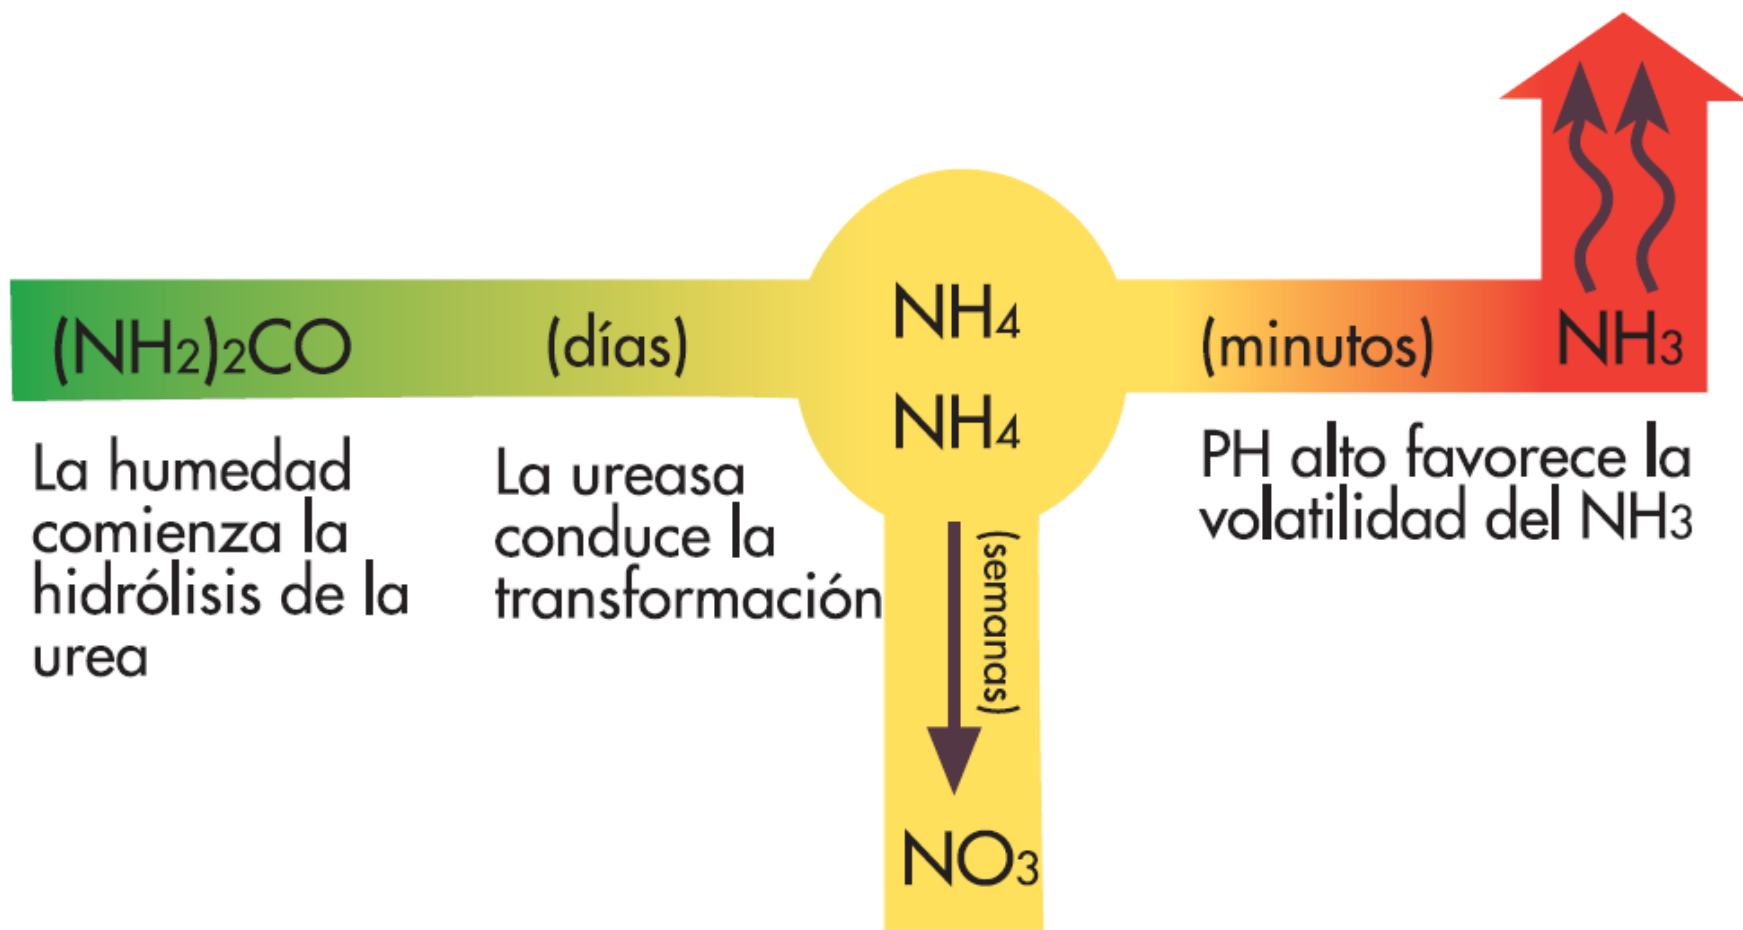 (NH2)2CO
(días)
NH4
NH4
(minutos)
NH3
La humedad
comienza la
hidrólisis de la
urea
La ureasa
conduce la
transformación
PH alto favorece la
volatilidad del NH3
(semanas)
NO3